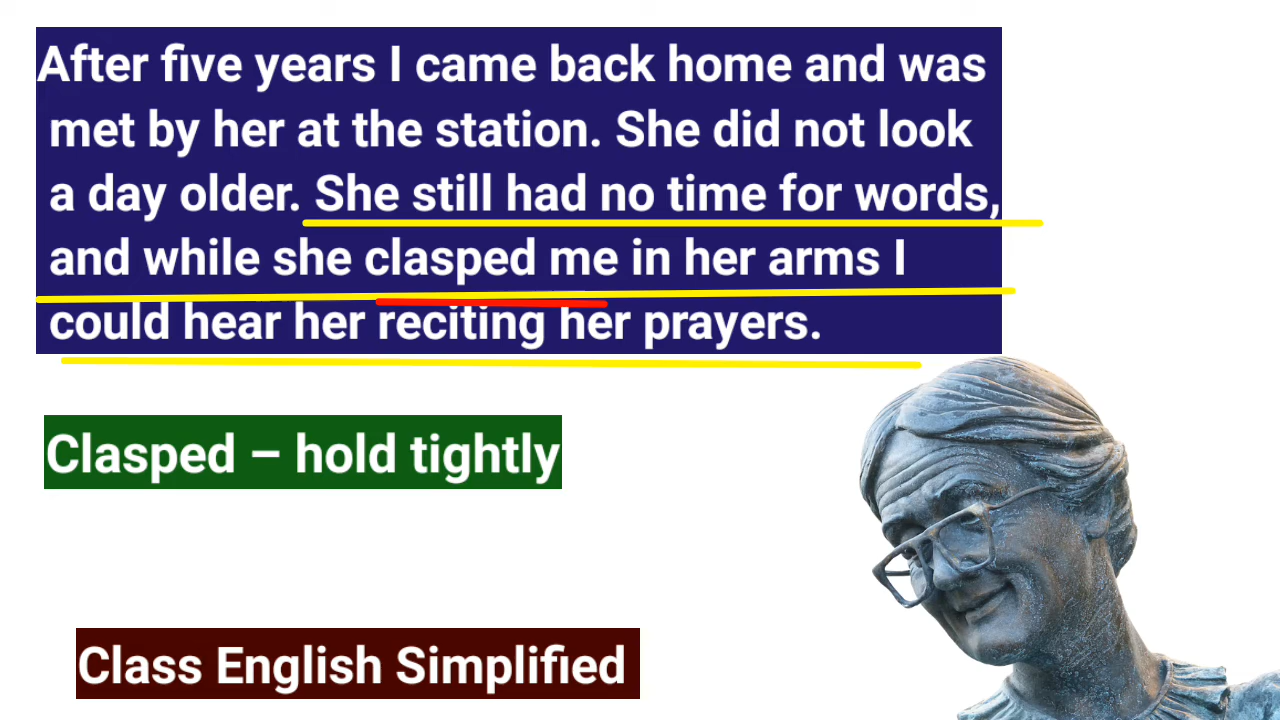 After five years I came back home and was
met by her at the station. She did not look
a day older. She still had no time for words,
and while she clasped me in her arms I
could hear her reciting her prayers.
Clasped – hold tightly
Class English Simplified